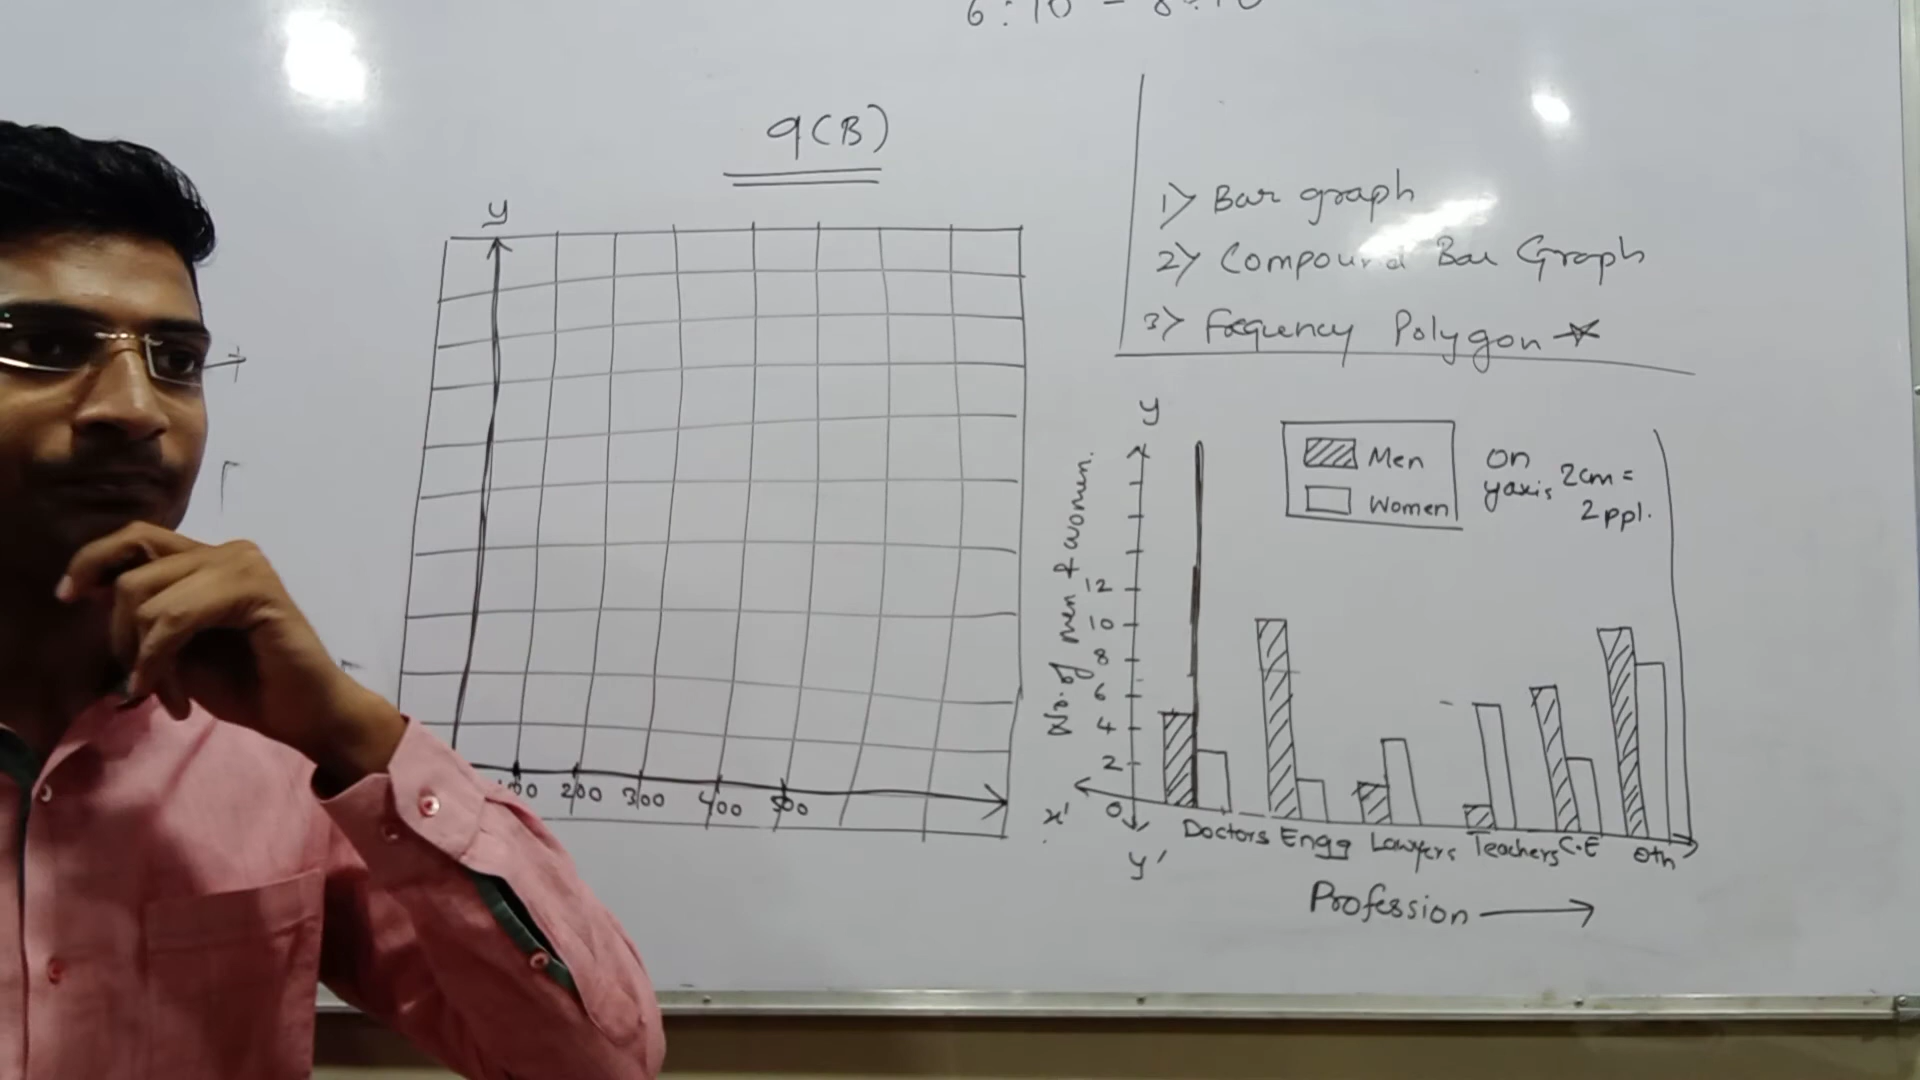 9(B)
y
100 200 300 400 500
1) Bar graph
2) Compound Bar Graph
3) Fequency Polygon
y
Men
Women
on
yaxis 2cm =
2 ppl.
No. of men & women.
12
10
8
6
4
2
0
x'
y'
Doctors Engg Lawyers Teachers C.E Oth
Profession